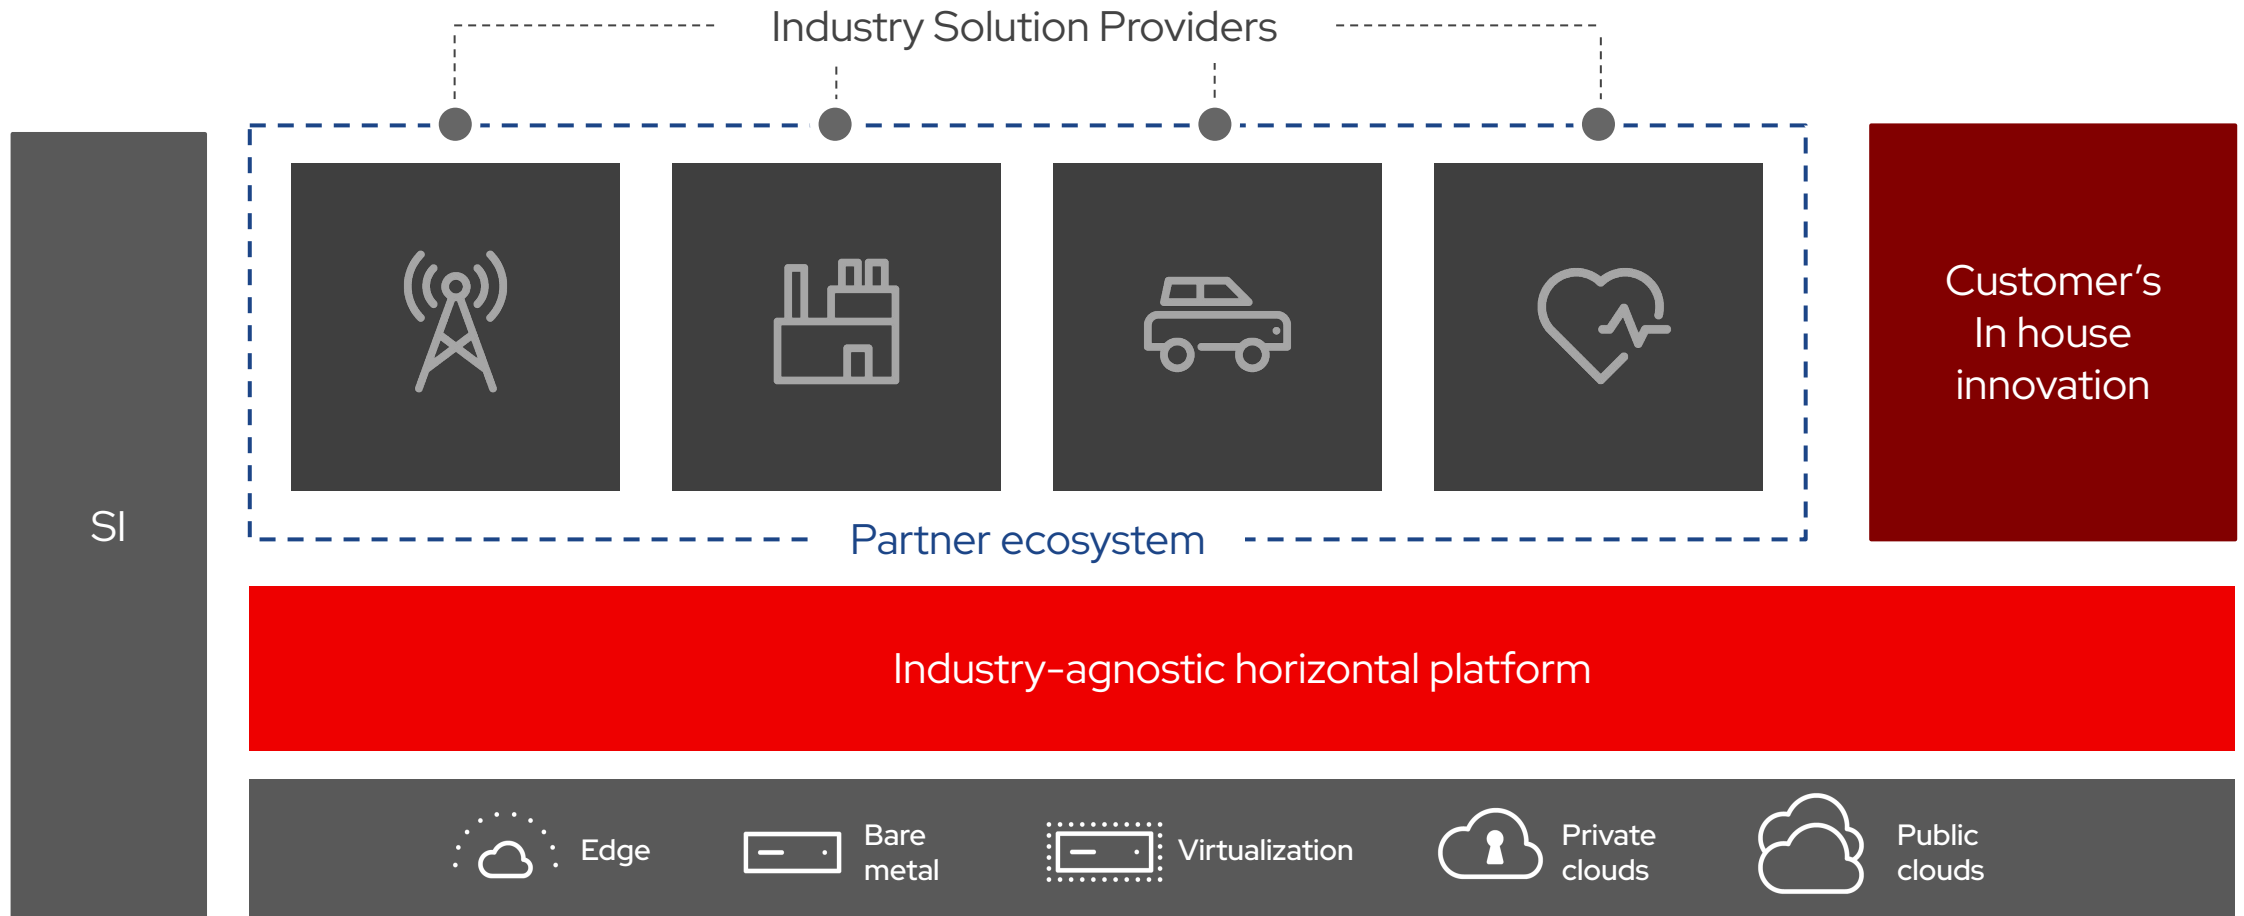 Industry Solution Providers
SI
Customer’s
In house
innovation
Partner ecosystem
Industry-agnostic horizontal platform
Edge
Bare
metal
Virtualization
Private
clouds
Public
clouds